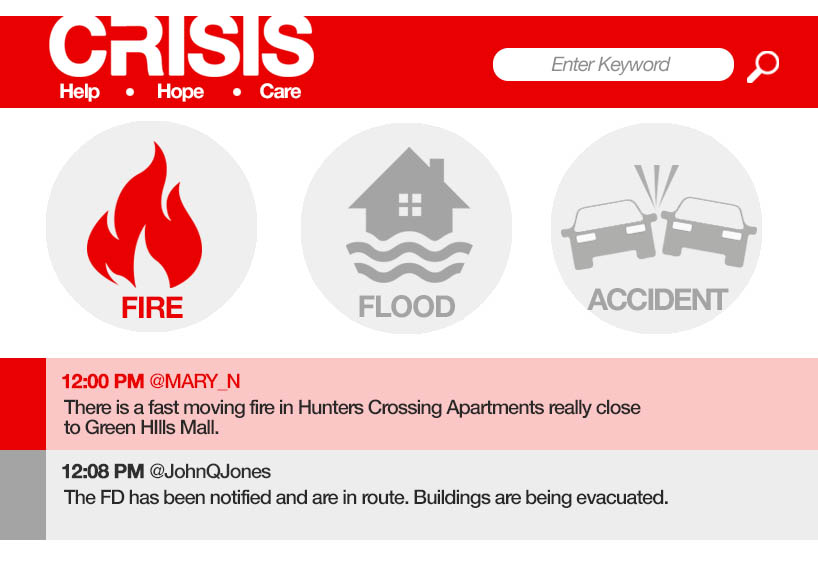 CRISIS
Help • Hope • Care
Enter Keyword
FIRE
FLOOD
ACCIDENT
12:00 PM @MARY_N
There is a fast moving fire in Hunters Crossing Apartments really close
to Green HIlls Mall.
12:08 PM @JohnQJones
The FD has been notified and are in route. Buildings are being evacuated.